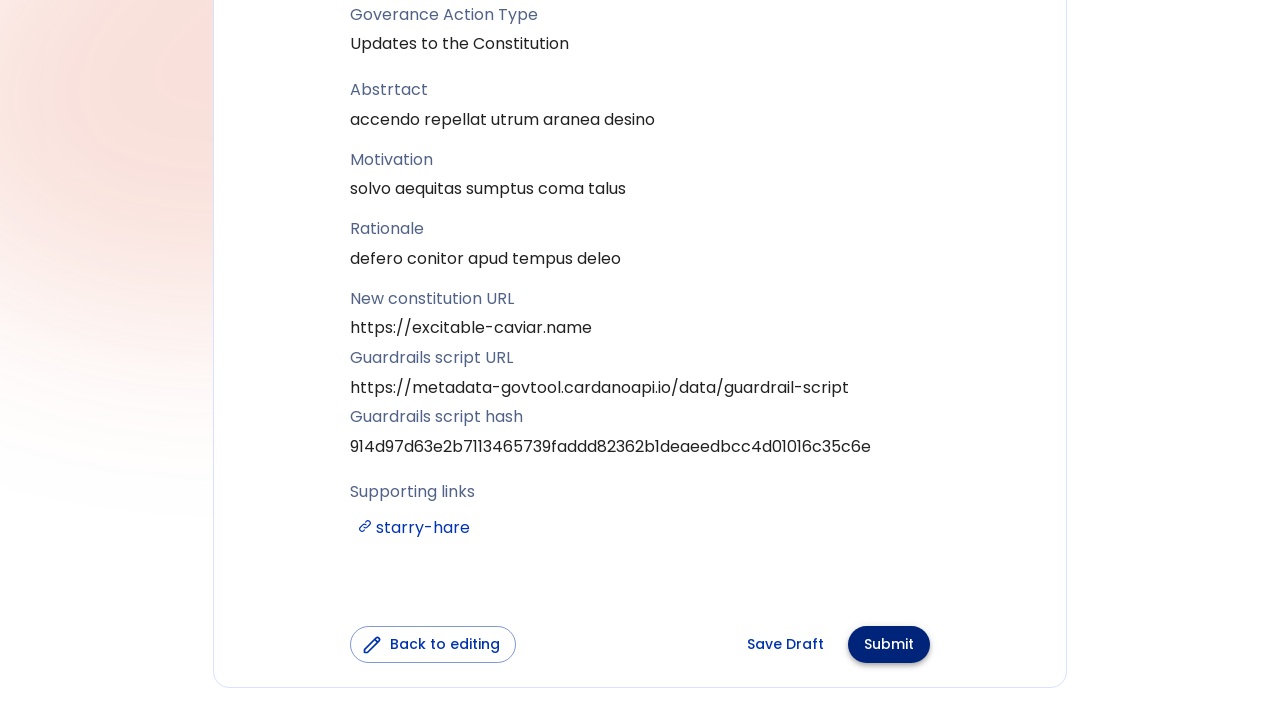 Goverance Action Type
Updates to the Constitution
Abstrtact
accendo repellat utrum aranea desino
Motivation
solvo aequitas sumptus coma talus
Rationale
defero conitor apud tempus deleo
New constitution URL
https://excitable-caviar.name
Guardrails script URL
https://metadata-govtool.cardanoapi.io/data/guardrail-script
Guardrails script hash
914d97d63e2b7113465739faddd82362b1deaeedbcc4d01016c35c6e
Supporting links
starry-hare
Back to editing
Save Draft
Submit